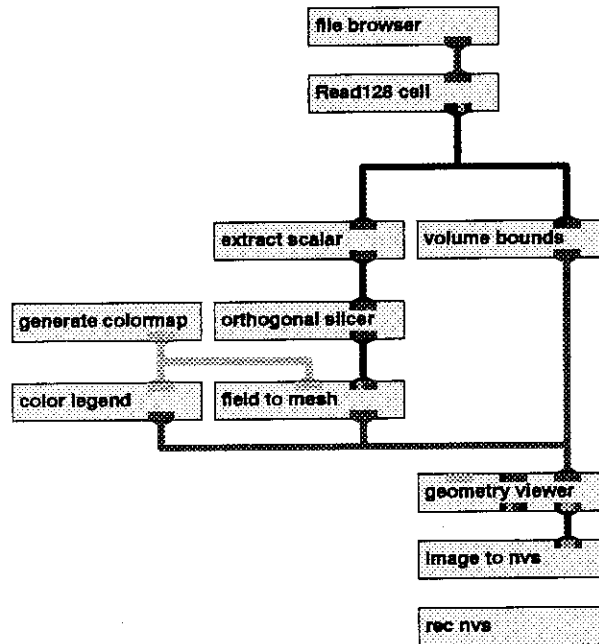 file browser
Read128 cell
extract scalar
volume bounds
generate colormap
orthogonal slicer
color legend
field to mesh
geometry viewer
image to nvs
rec nvs